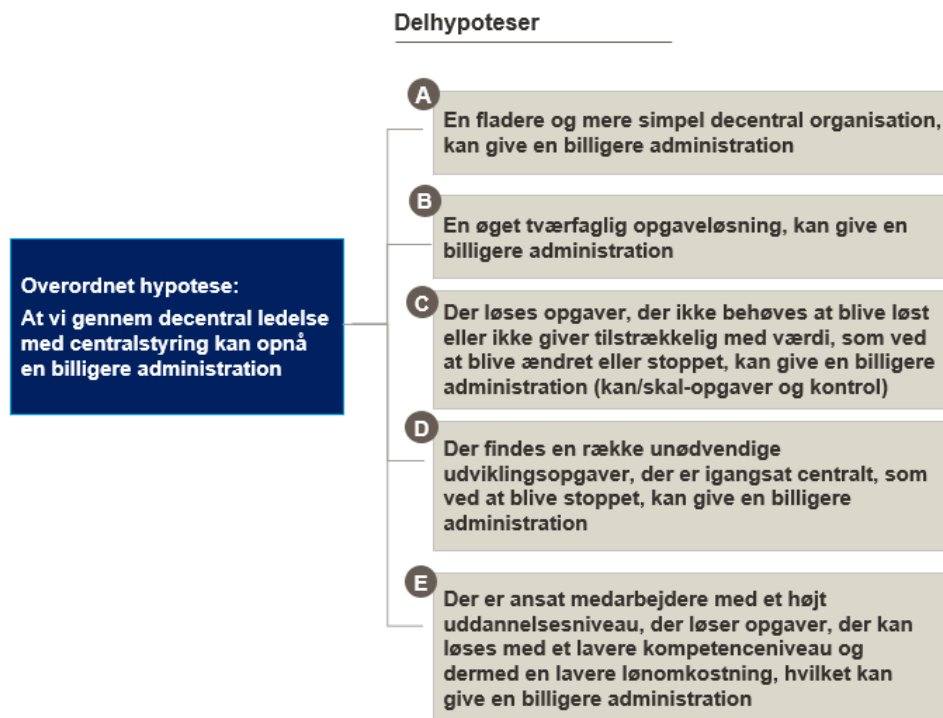 Delhypoteser
A
En fladere og mere simpel decentral organisation,
kan give en billigere administration
B
En øget tværfaglig opgaveløsning, kan give en
billigere administration
Overordnet hypotese:
At vi gennem decentral ledelse
med centralstyring kan opnå
en billigere administration
C
Der løses opgaver, der ikke behøves at blive løst
eller ikke giver tilstrækkelig med værdi, som ved
at blive ændret eller stoppet, kan give en billigere
administration (kan/skal-opgaver og kontrol)
D
Der findes en række unødvendige
udviklingsopgaver, der er igangsat centralt, som
ved at blive stoppet, kan give en billigere
administration
E
Der er ansat medarbejdere med et højt
uddannelsesniveau, der løser opgaver, der kan
løses med et lavere kompetenceniveau og
dermed en lavere lønomkostning, hvilket kan
give en billigere administration